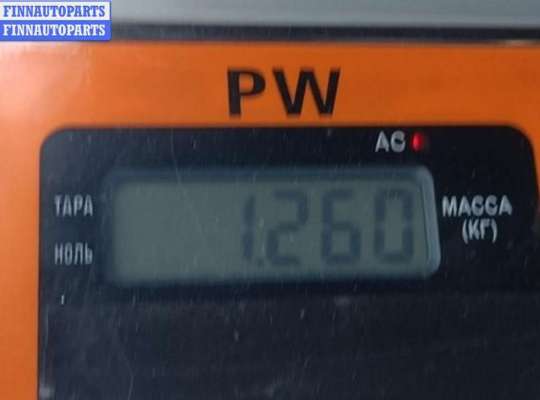 FINNAUTOPARTS
FINNAUTOPARTS
PW
AC
ТАРА
1.260
МАССА
(КГ)
НОЛЬ